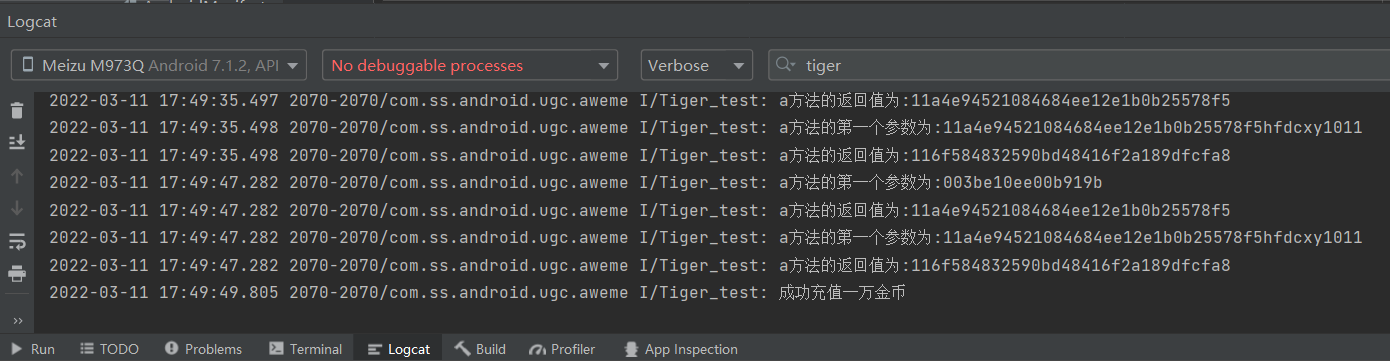 Logcat
Meizu M973Q Android 7.1.2, API
No debuggable processes
Verbose
tiger
2022-03-11 17:49:35.497 2070-2070/com.ss.android.ugc.aweme I/Tiger_test: a方法的返回值为:11a4e94521084684ee12e1b0b25578f5
2022-03-11 17:49:35.498 2070-2070/com.ss.android.ugc.aweme I/Tiger_test: a方法的第一个参数为:11a4e94521084684ee12e1b0b25578f5hfdcxy1011
2022-03-11 17:49:35.498 2070-2070/com.ss.android.ugc.aweme I/Tiger_test: a方法的返回值为:116f584832590bd48416f2a189dfcfa8
2022-03-11 17:49:47.282 2070-2070/com.ss.android.ugc.aweme I/Tiger_test: a方法的第一个参数为:003be10ee00b919b
2022-03-11 17:49:47.282 2070-2070/com.ss.android.ugc.aweme I/Tiger_test: a方法的返回值为:11a4e94521084684ee12e1b0b25578f5
2022-03-11 17:49:47.282 2070-2070/com.ss.android.ugc.aweme I/Tiger_test: a方法的第一个参数为:11a4e94521084684ee12e1b0b25578f5hfdcxy1011
2022-03-11 17:49:47.282 2070-2070/com.ss.android.ugc.aweme I/Tiger_test: a方法的返回值为:116f584832590bd48416f2a189dfcfa8
2022-03-11 17:49:49.805 2070-2070/com.ss.android.ugc.aweme I/Tiger_test: 成功充值一万金币
Run
TODO
Problems
Terminal
Logcat
Build
Profiler
App Inspection